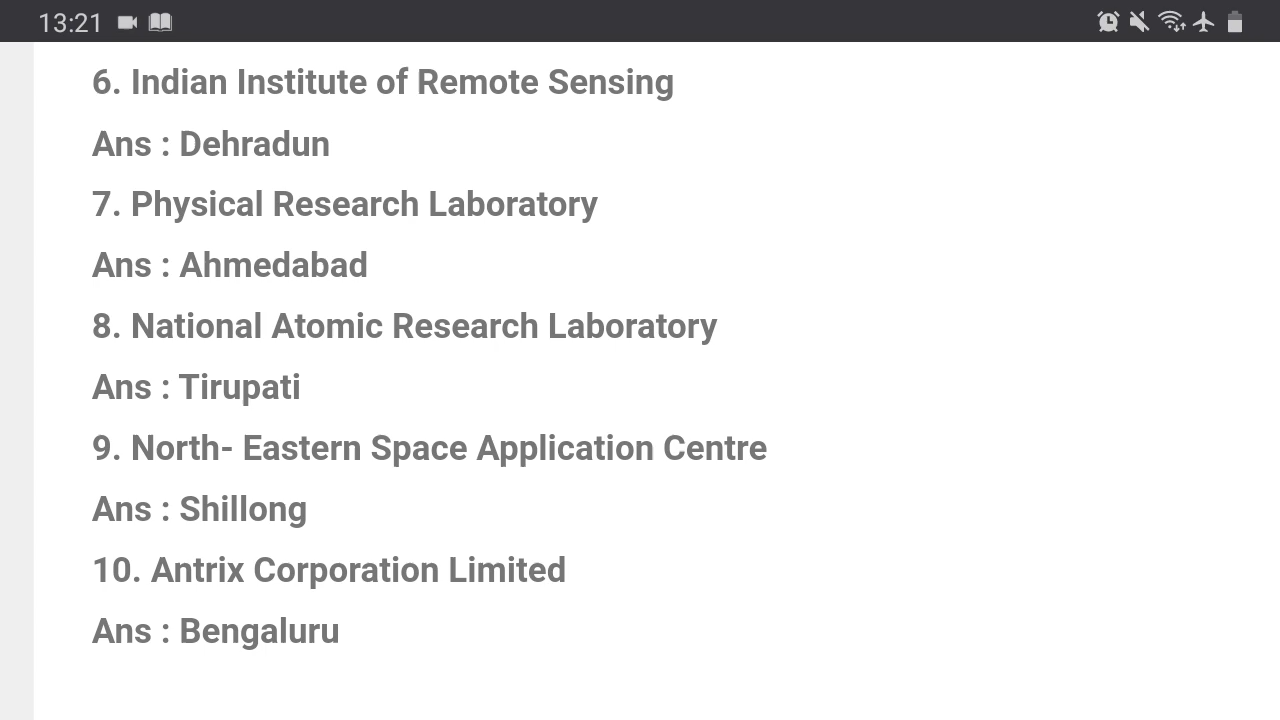 13:21
6. Indian Institute of Remote Sensing
Ans : Dehradun
7. Physical Research Laboratory
Ans : Ahmedabad
8. National Atomic Research Laboratory
Ans : Tirupati
9. North- Eastern Space Application Centre
Ans : Shillong
10. Antrix Corporation Limited
Ans : Bengaluru